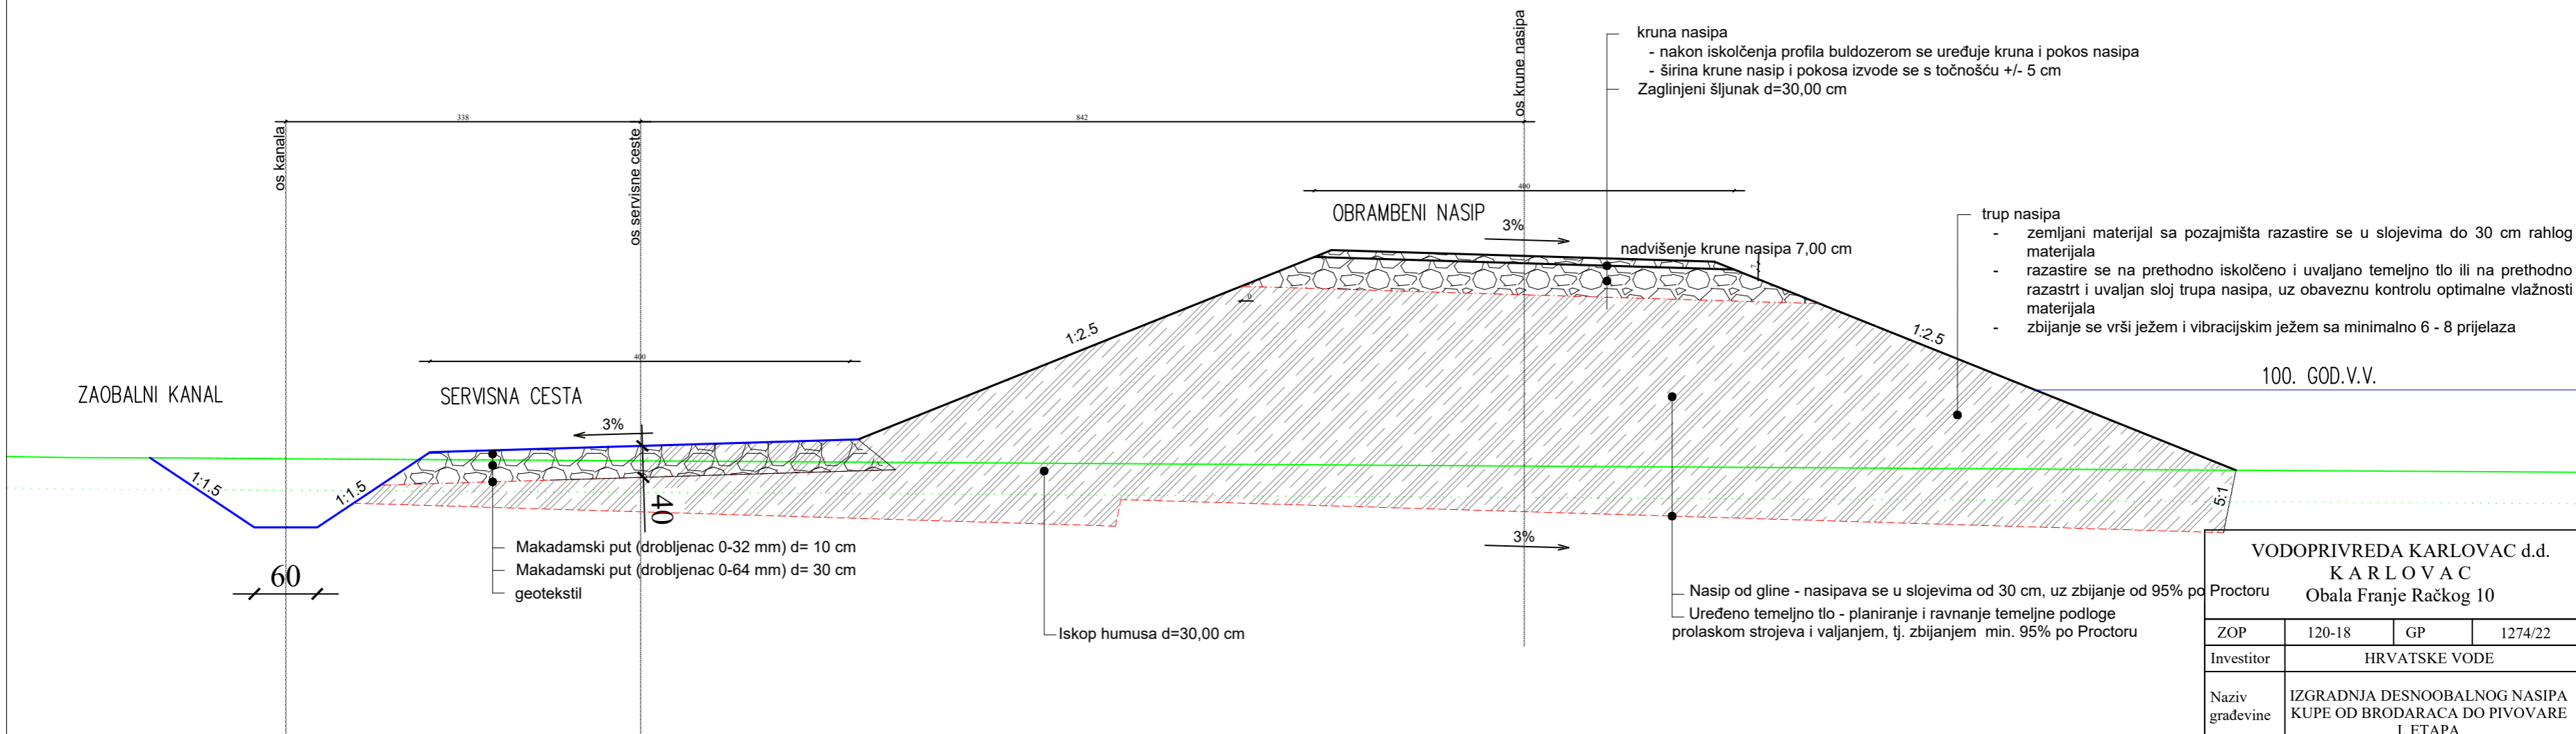 kruna nasipa
- nakon iskolčenja profila buldozerom se uređuje kruna i pokos nasipa
- širina krune nasip i pokosa izvode se s točnošću +/- 5 cm
Zaglinjeni šljunak d=30,00 cm
os kanala
338
os servisne ceste
842
os krune nasipa
400
OBRAMBENI NASIP
3%
nadvišenje krune nasipa 7,00 cm
trup nasipa
- zemljani materijal sa pozajmišta razastire se u slojevima do 30 cm rahlog
materijala
- razastire se na prethodno iskolčeno i uvaljano temeljno tlo ili na prethodno
razastrt i uvaljan sloj trupa nasipa, uz obaveznu kontrolu optimalne vlažnosti
materijala
- zbijanje se vrši ježem i vibracijskim ježem sa minimalno 6 - 8 prijelaza
1:2.5
1:2.5
400
100. GOD.V.V.
ZAOBALNI KANAL
SERVISNA CESTA
3%
1:1.5
1:1.5
40
5:1
3%
60
Makadamski put (drobljenac 0-32 mm) d= 10 cm
Makadamski put (drobljenac 0-64 mm) d= 30 cm
geotekstil
Iskop humusa d=30,00 cm
Nasip od gline - nasipava se u slojevima od 30 cm, uz zbijanje od 95% po Proctoru
Uređeno temeljno tlo - planiranje i ravnanje temeljne podloge
prolaskom strojeva i valjanjem, tj. zbijanjem min. 95% po Proctoru
VODOPRIVREDA KARLOVAC d.d.
K A R L O V A C
Obala Franje Račkog 10
ZOP 120-18 GP 1274/22
Investitor HRVATSKE VODE
Naziv
građevine
IZGRADNJA DESNOOBALNOG NASIPA
KUPE OD BRODARACA DO PIVOVARE
I. ETAPA